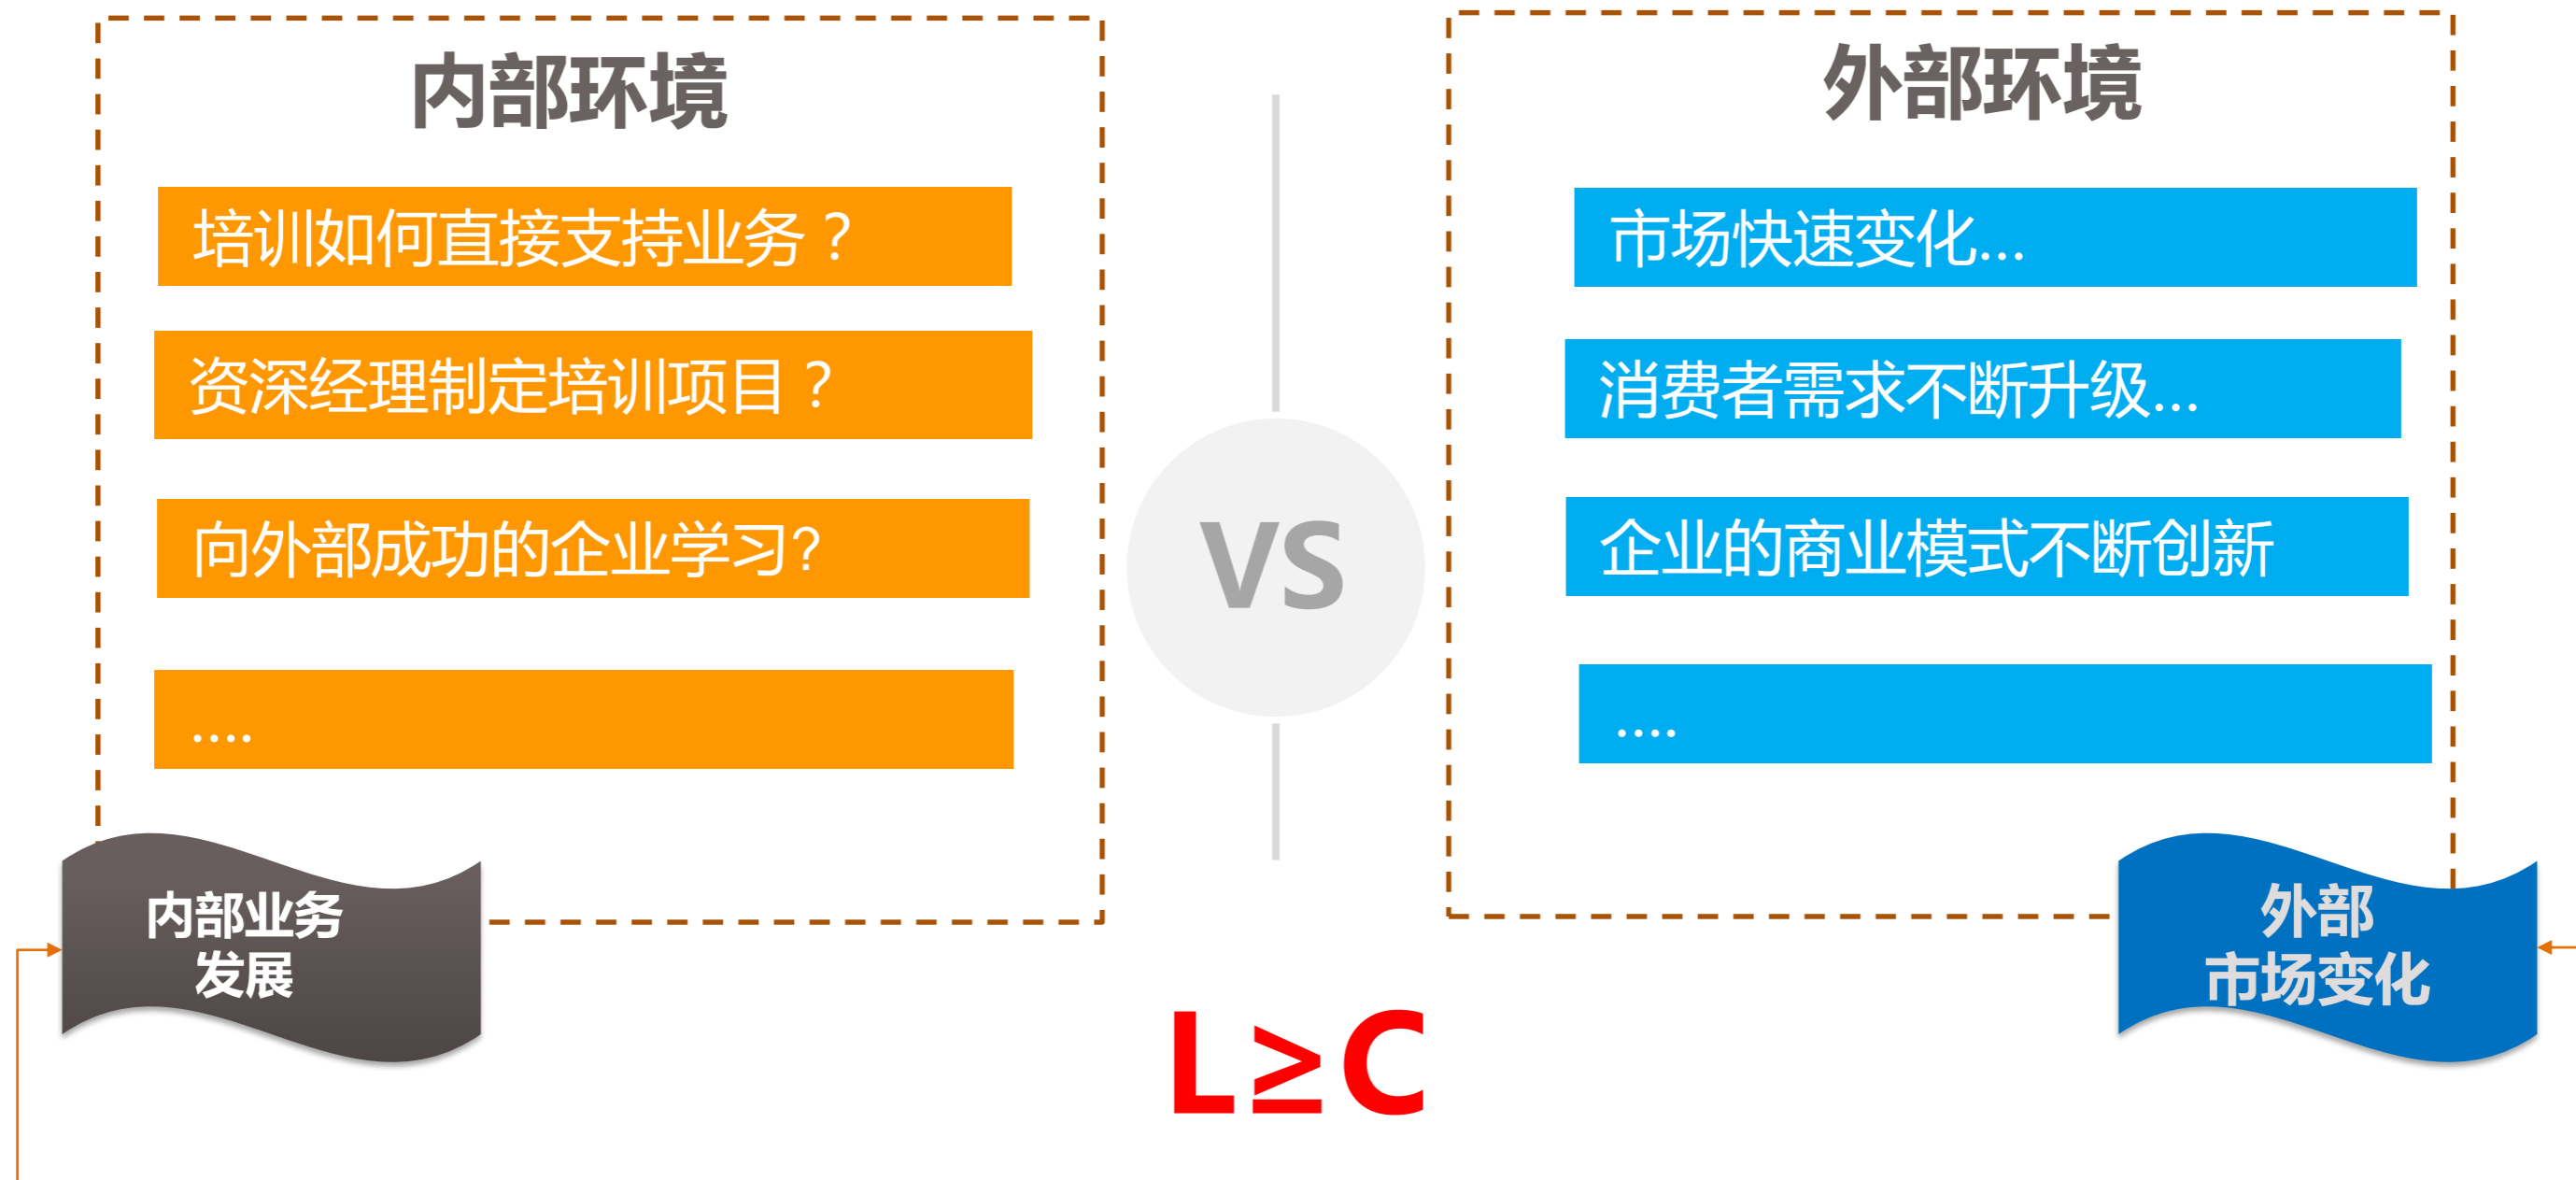 内部环境
培训如何直接支持业务？
资深经理制定培训项目？
向外部成功的企业学习?
....
内部业务
发展
VS
外部环境
市场快速变化...
消费者需求不断升级...
企业的商业模式不断创新
....
外部
市场变化
L≥C